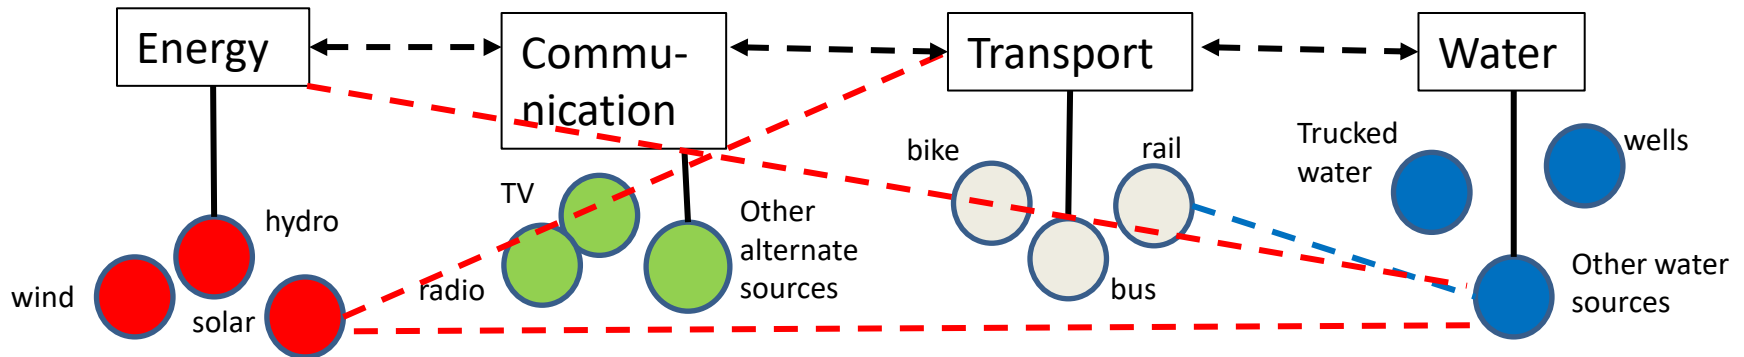 Energy
Commu-
nication
Transport
Water
wind
hydro
solar
TV
radio
Other
alternate
sources
bike
rail
bus
Trucked
water
wells
Other water
sources